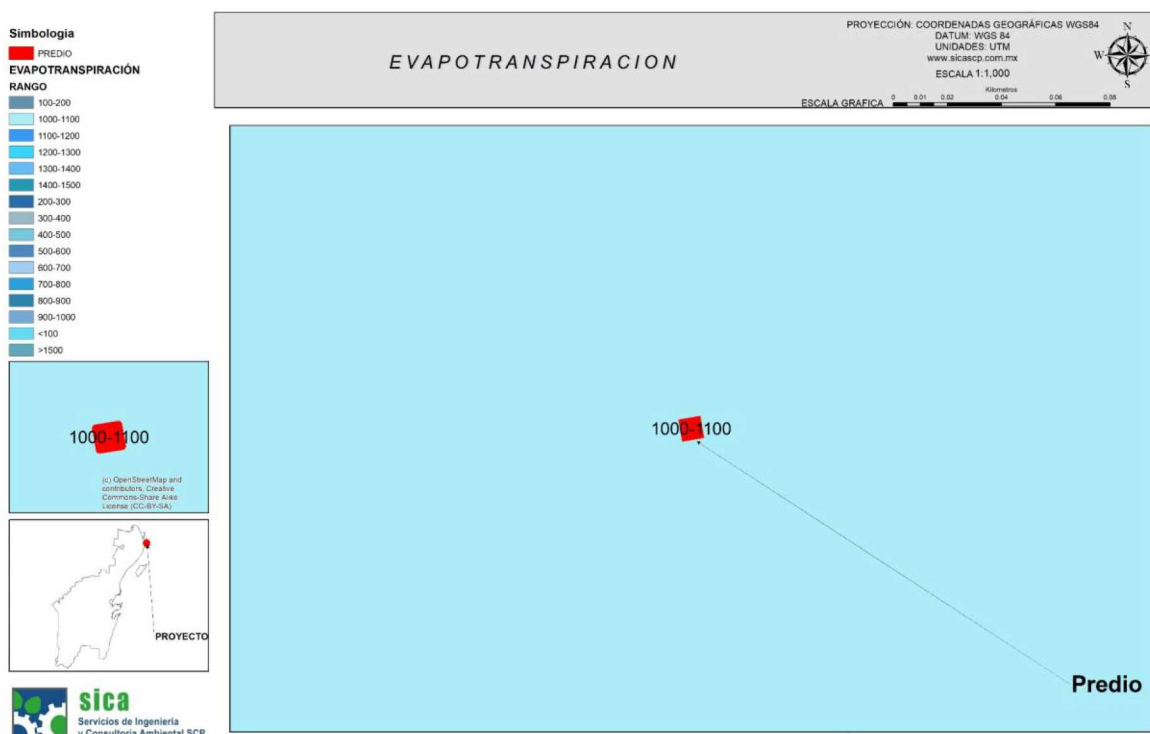 Simbologia
PREDIO
EVAPOTRANSPIRACIÓN
RANGO
100-200
1000-1100
1100-1200
1200-1300
1300-1400
1400-1500
200-300
300-400
400-500
500-600
600-700
700-800
800-900
900-1000
<100
>1500
EVAPOTRANSPIRACION
PROYECCIÓN: COORDENADAS GEOGRÁFICAS WGS84
DATUM: WGS 84
UNIDADES: UTM
www.sicascp.com.mx
ESCALA 1:1,000
Kilometros
ESCALA GRAFICA
0 0.01 0.02 0.04 0.06 0.08
N
W E
S
1000-1100
(c) OpenStreetMap and
contributors, Creative
Commons-Share Alike
License (CC-BY-SA)
PROYECTO
sica
Servicios de Ingeniería
y Consultoría Ambiental SCP
1000-1100
Predio